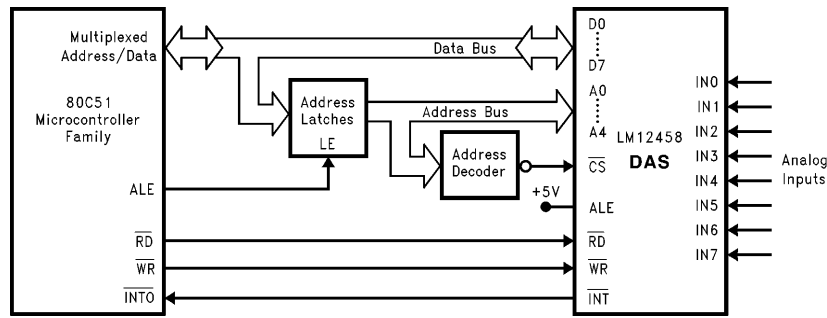 Multiplexed
Address/Data
80C51
Microcontroller
Family
ALE
RD
WR
INT0
Data Bus
Address
Latches
LE
Address Bus
Address
Decoder
+5V
D0
D7
A0
A4
CS
ALE
RD
WR
INT
LM12458
DAS
IN0
IN1
IN2
IN3
IN4
IN5
IN6
IN7
Analog
Inputs